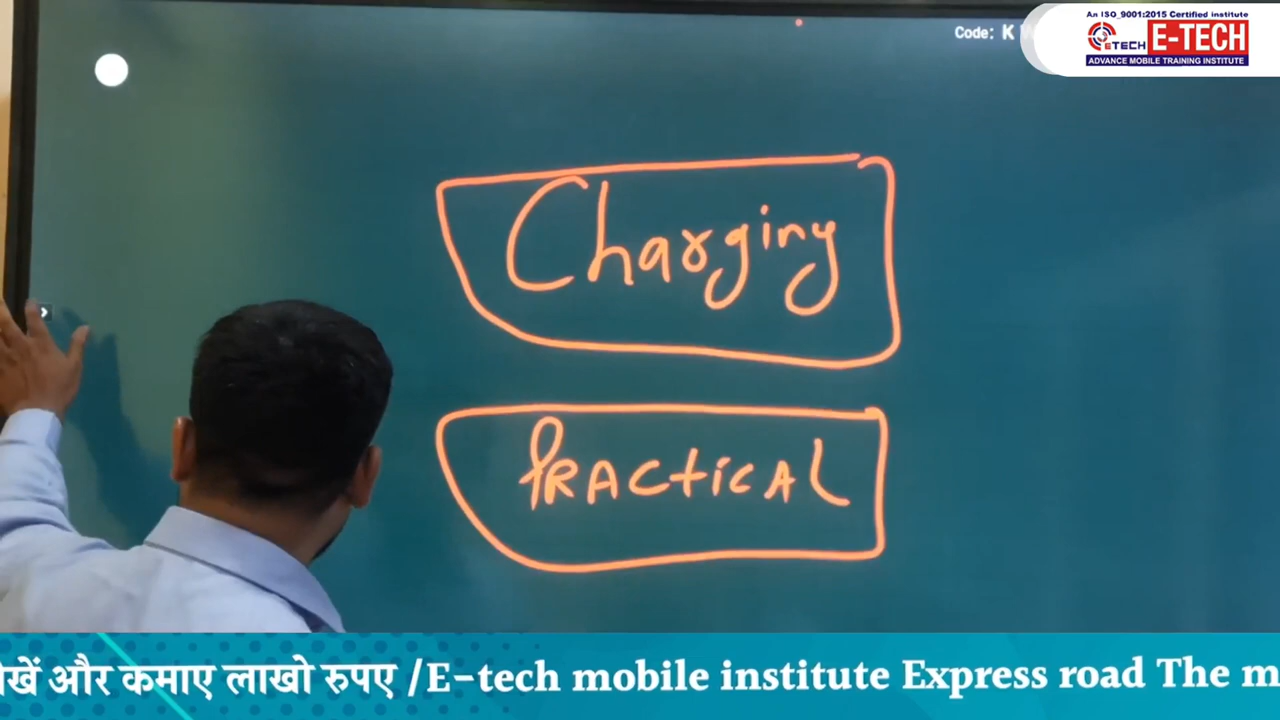 An ISO 9001:2015 Certified institute
Code: K
ETECH E-TECH
ADVANCE MOBILE TRAINING INSTITUTE
Charging
PRACticAL
और कमाए लाखो रुपए /E-tech mobile institute Express road The